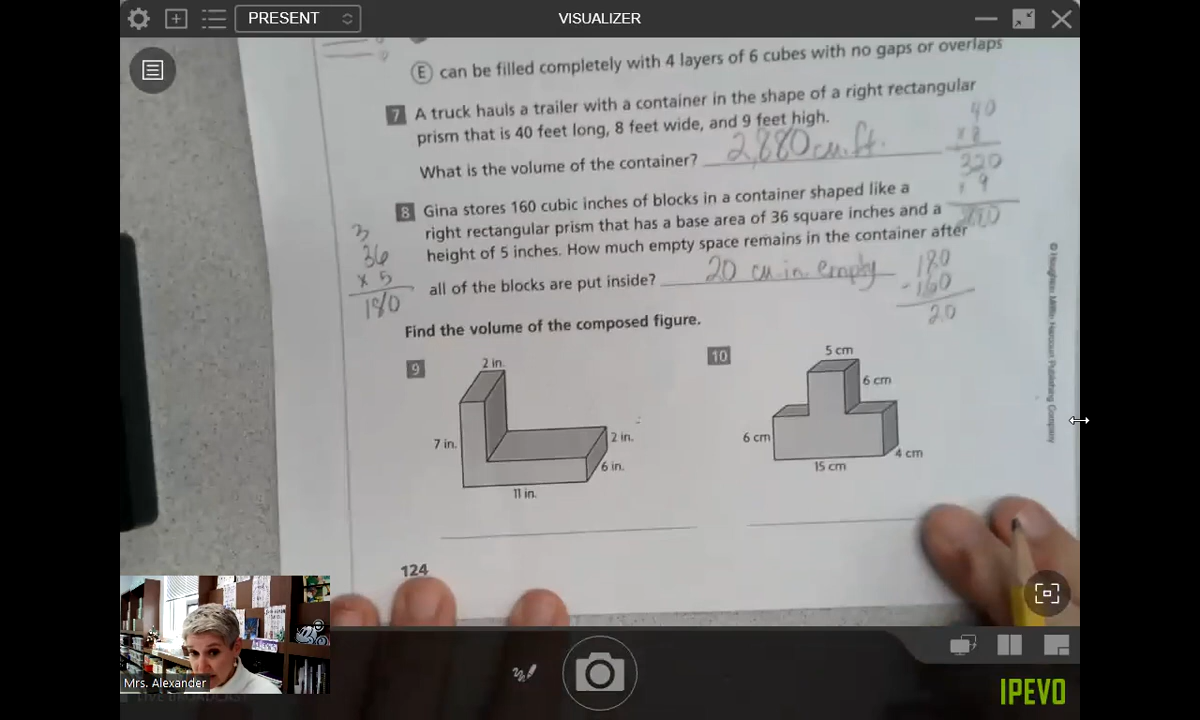 PRESENT
VISUALIZER
E can be filled completely with 4 layers of 6 cubes with no gaps or overlaps
7 A truck hauls a trailer with a container in the shape of a right rectangular
prism that is 40 feet long, 8 feet wide, and 9 feet high.
What is the volume of the container? 2,880 cu.ft.
40
x 8
320
x 9
8 Gina stores 160 cubic inches of blocks in a container shaped like a
right rectangular prism that has a base area of 36 square inches and a
height of 5 inches. How much empty space remains in the container after
all of the blocks are put inside? 20 cu in empty
3
36
x 5
180
180
-160
20
Find the volume of the composed figure.
9
2 in.
7 in.
2 in.
6 in.
11 in.
10
5 cm
6 cm
6 cm
4 cm
15 cm
124
© Houghton Mifflin Harcourt Publishing Company
Mrs. Alexander
IPEVO